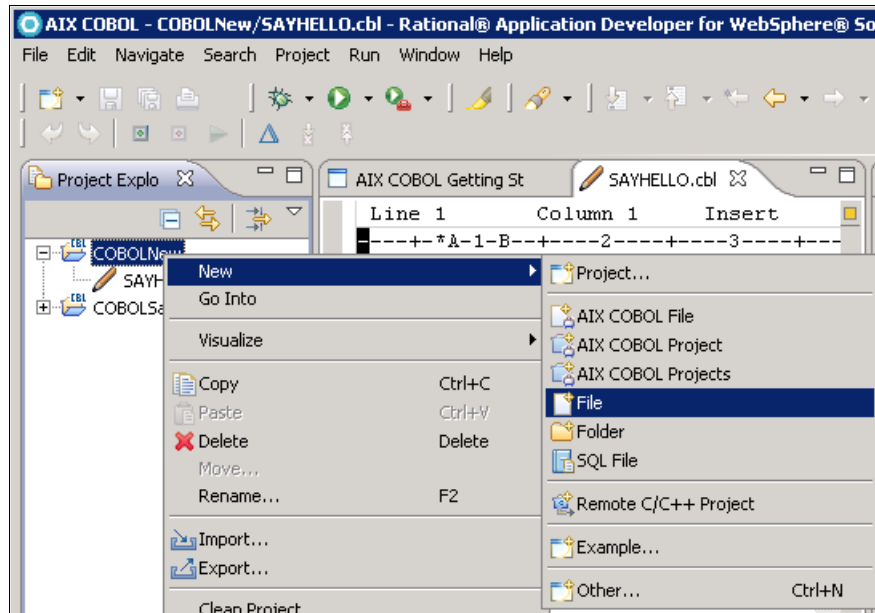 AIX COBOL - COBOLNew/SAYHELLO.cbl - Rational® Application Developer for WebSphere® So
File Edit Navigate Search Project Run Window Help
Project Explo
AIX COBOL Getting St
SAYHELLO.cbl
Line 1 Column 1 Insert
----+-*A-1-B--+----2----+----3----+---
COBOLNew
SAYH
COBOLSa
New
Go Into
Visualize
Copy Ctrl+C
Paste Ctrl+V
Delete Delete
Move...
Rename... F2
Import...
Export...
Clean Project
Project...
AIX COBOL File
AIX COBOL Project
AIX COBOL Projects
File
Folder
SQL File
Remote C/C++ Project
Example...
Other... Ctrl+N